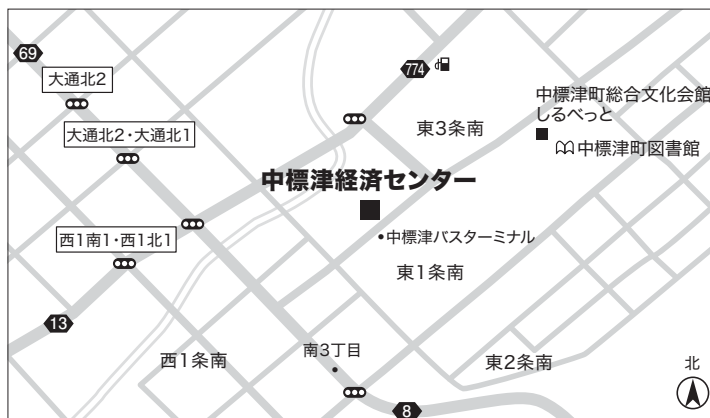 69
大通北2
774
中標津町総合文化会館
しるべっと
東3条南
大通北2・大通北1
中標津町図書館
中標津経済センター
西1南1・西1北1
中標津バスターミナル
東1条南
13
南3丁目
西1条南
東2条南
北
8